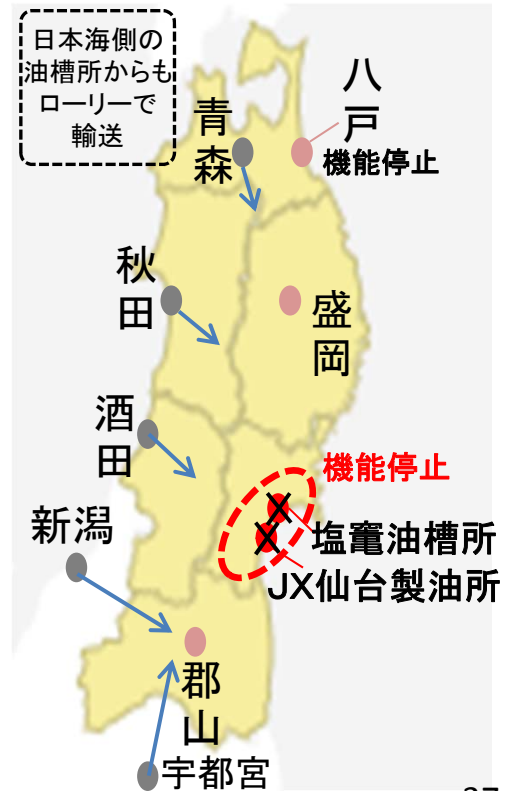 日本海側の
油槽所からも
ローリーで
輸送
八戸
機能停止
青森
秋田
盛岡
酒田
機能停止
塩竈油槽所
JX仙台製油所
新潟
郡山
宇都宮